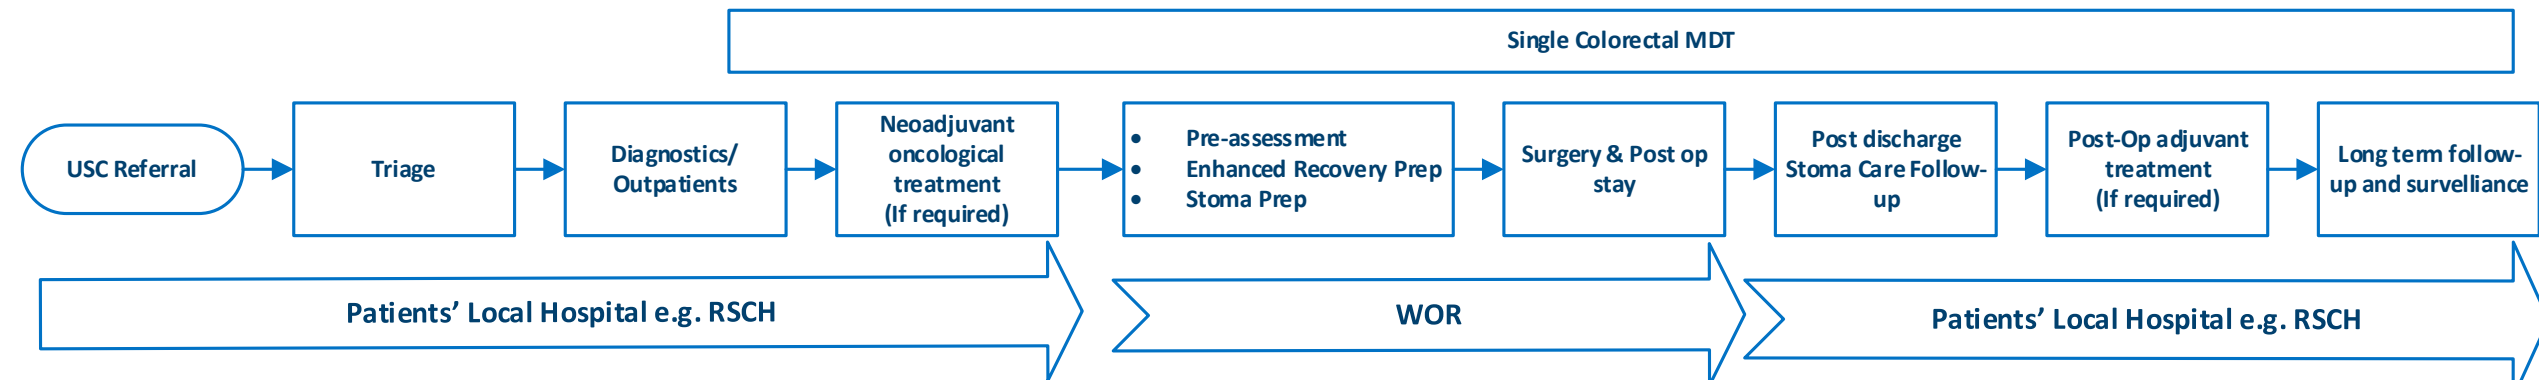 Single Colorectal MDT
USC Referral
Triage
Diagnostics/
Outpatients
Neoadjuvant
oncological
treatment
(If required)
• Pre-assessment
• Enhanced Recovery Prep
• Stoma Prep
Surgery & Post op
stay
Post discharge
Stoma Care Follow-
up
Post-Op adjuvant
treatment
(If required)
Long term follow-
up and survelliance
Patients’ Local Hospital e.g. RSCH
WOR
Patients’ Local Hospital e.g. RSCH